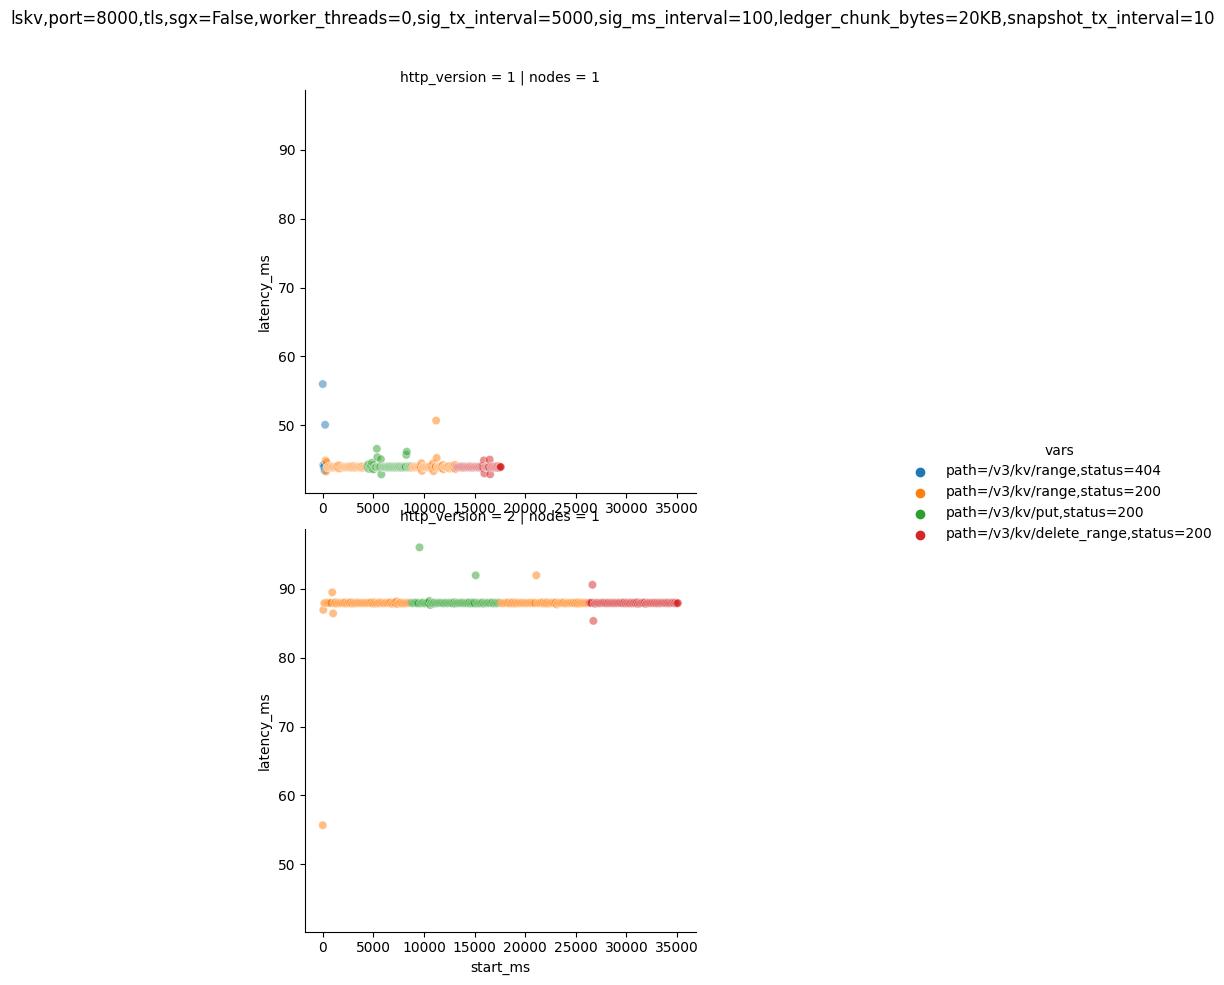 lskv,port=8000,tls,sgx=False,worker_threads=0,sig_tx_interval=5000,sig_ms_interval=100,ledger_chunk_bytes=20KB,snapshot_tx_interval=10
http_version = 1 | nodes = 1
90
80
70
60
50
latency_ms
0 5000 10000 15000 20000 25000 30000 35000
http_version = 2 | nodes = 1
90
80
70
60
50
latency_ms
0 5000 10000 15000 20000 25000 30000 35000
start_ms
vars
path=/v3/kv/range,status=404
path=/v3/kv/range,status=200
path=/v3/kv/put,status=200
path=/v3/kv/delete_range,status=200